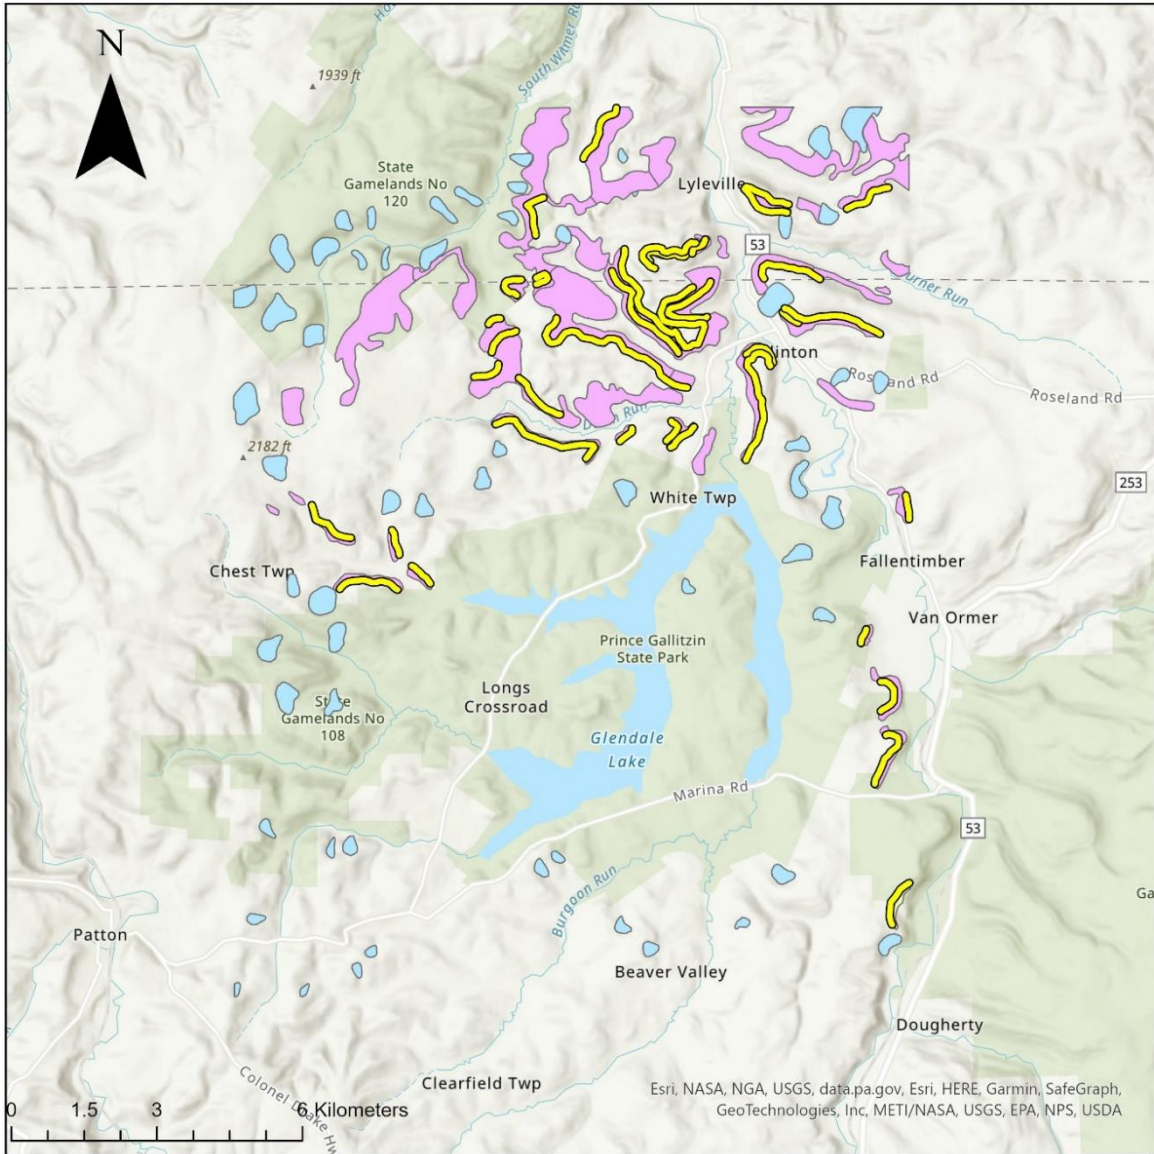 N
1939 ft
South Witmer Run
State
Gamelands No
120
Lyleville
53
Turner Run
Roseland Rd
Roseland Rd
2182 ft
253
White Twp
Chest Twp
Fallentimber
Van Ormer
Prince Gallitzin
State Park
Longs
Crossroad
State
Gamelands No
108
Glendale
Lake
Marina Rd
53
Ga
Burgoon Run
Patton
Beaver Valley
Dougherty
Clearfield Twp
Esri, NASA, NGA, USGS, data.pa.gov, Esri, HERE, Garmin, SafeGraph,
GeoTechnologies, Inc, METI/NASA, USGS, EPA, NPS, USDA
0 1.5 3 6 Kilometers